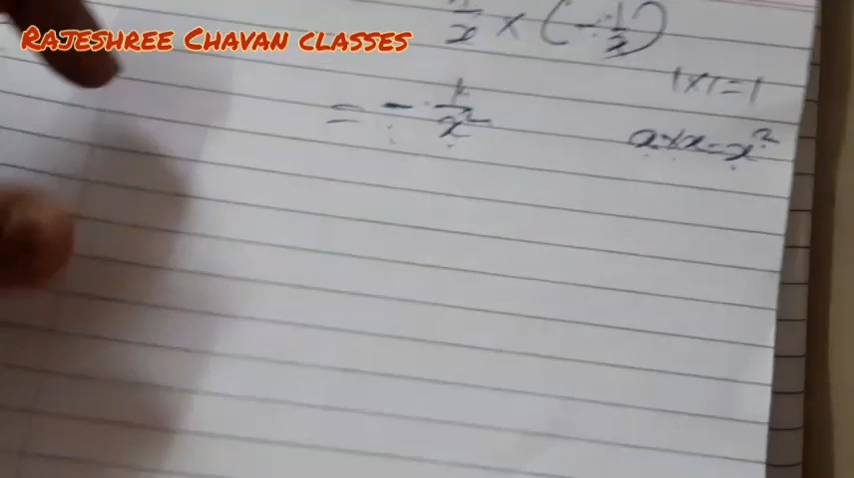 RAJESHREE CHAVAN CLASSES
1/x × (-1/x)
1×1=1
= - 1/x²
x×x=x²